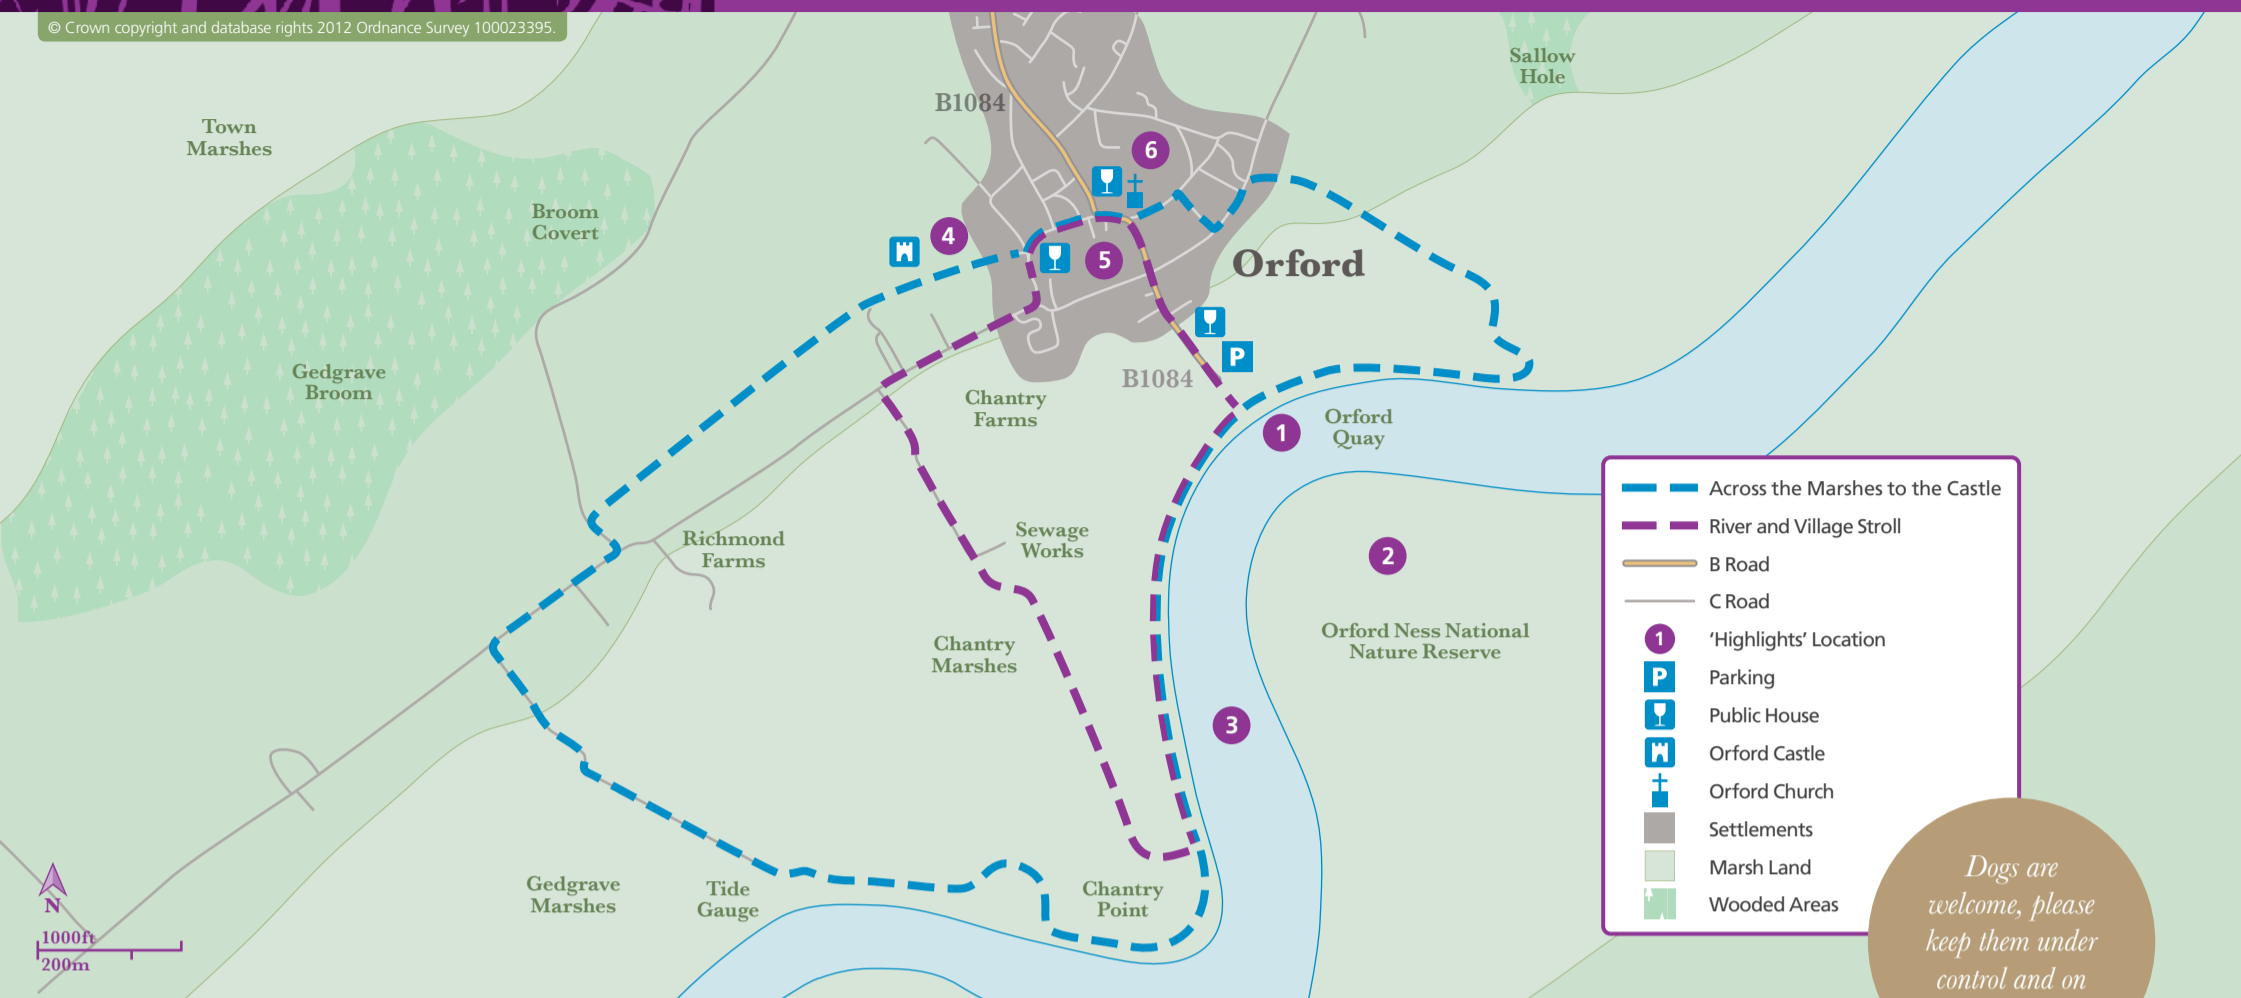 © Crown copyright and database rights 2012 Ordnance Survey 100023395.
Sallow
Hole
B1084
Town
Marshes
6
Broom
Covert
4
5
Orford
Gedgrave
Broom
P
B1084
Chantry
Farms
1
Orford
Quay
Richmond
Farms
Sewage
Works
2
Chantry
Marshes
Orford Ness National
Nature Reserve
3
Gedgrave
Marshes
Tide
Gauge
Chantry
Point
N
1000ft
200m
Across the Marshes to the Castle
River and Village Stroll
B Road
C Road
1 ‘Highlights’ Location
P Parking
Public House
Orford Castle
Orford Church
Settlements
Marsh Land
Wooded Areas
Dogs are
welcome, please
keep them under
control and on